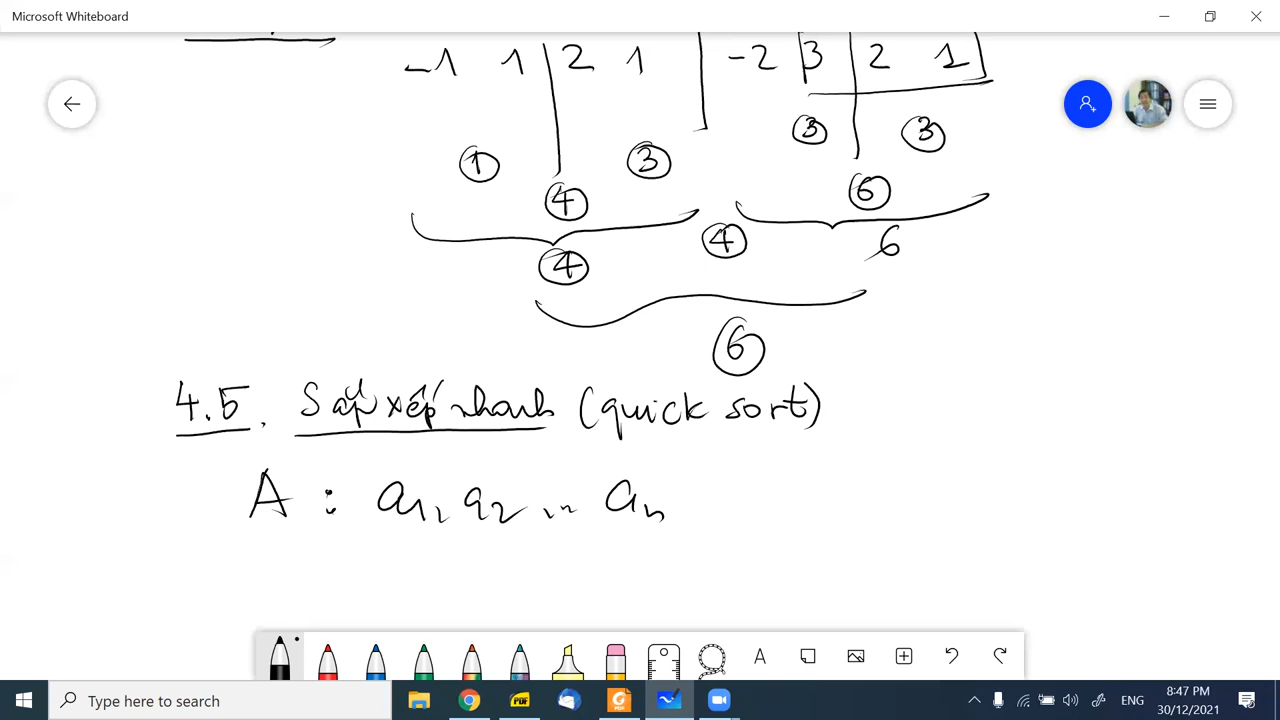 Microsoft Whiteboard
-1 1 2 1 -2 3 2 1
1 3 3 3
4 6
4 4 6
6
4.5. Sắp xếp nhanh (quick sort)
A : a1, a2 ... an
Type here to search
PDF
PDF
ENG
8:47 PM
30/12/2021